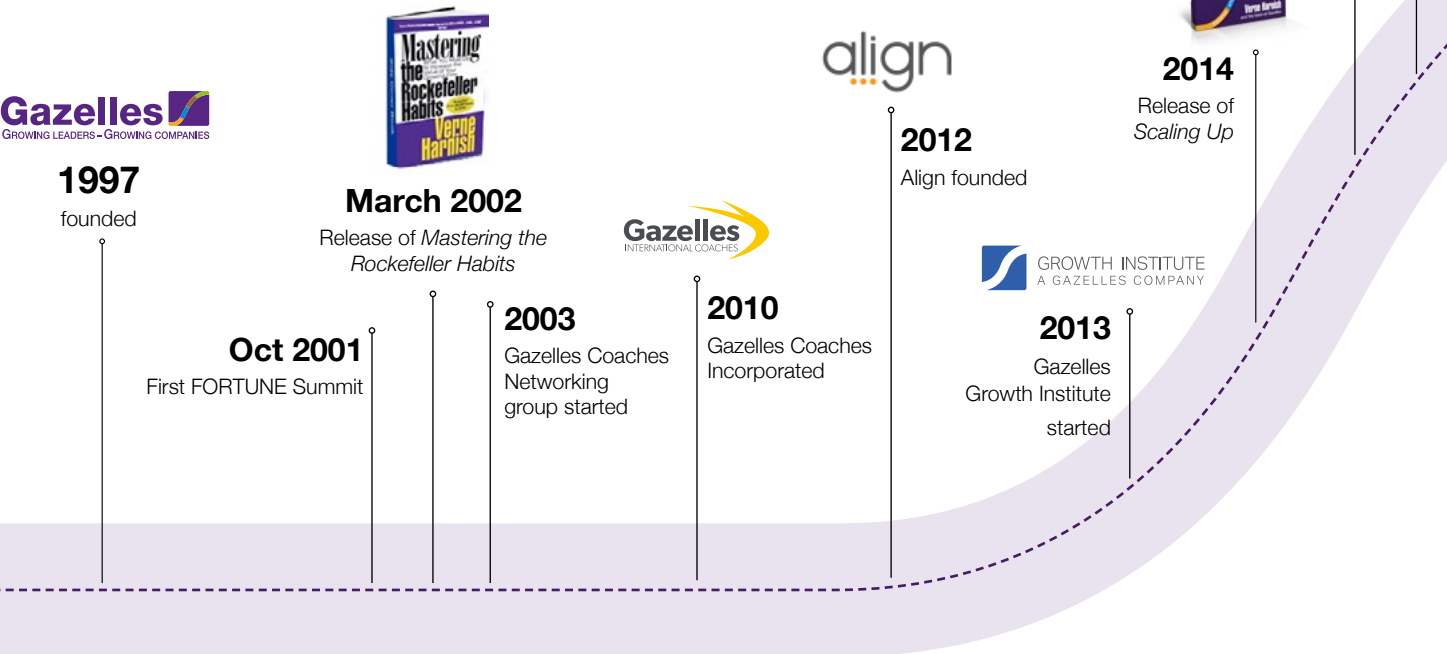 Gazelles
GROWING LEADERS – GROWING COMPANIES
1997
founded
Oct 2001
First FORTUNE Summit
Mastering
the
Rockefeller
Habits
Verne
Harnish
March 2002
Release of Mastering the
Rockefeller Habits
2003
Gazelles Coaches
Networking
group started
Gazelles
INTERNATIONAL COACHES
2010
Gazelles Coaches
Incorporated
align
2012
Align founded
GROWTH INSTITUTE
A GAZELLES COMPANY
2013
Gazelles
Growth Institute
started
Verne Harnish
2014
Release of
Scaling Up